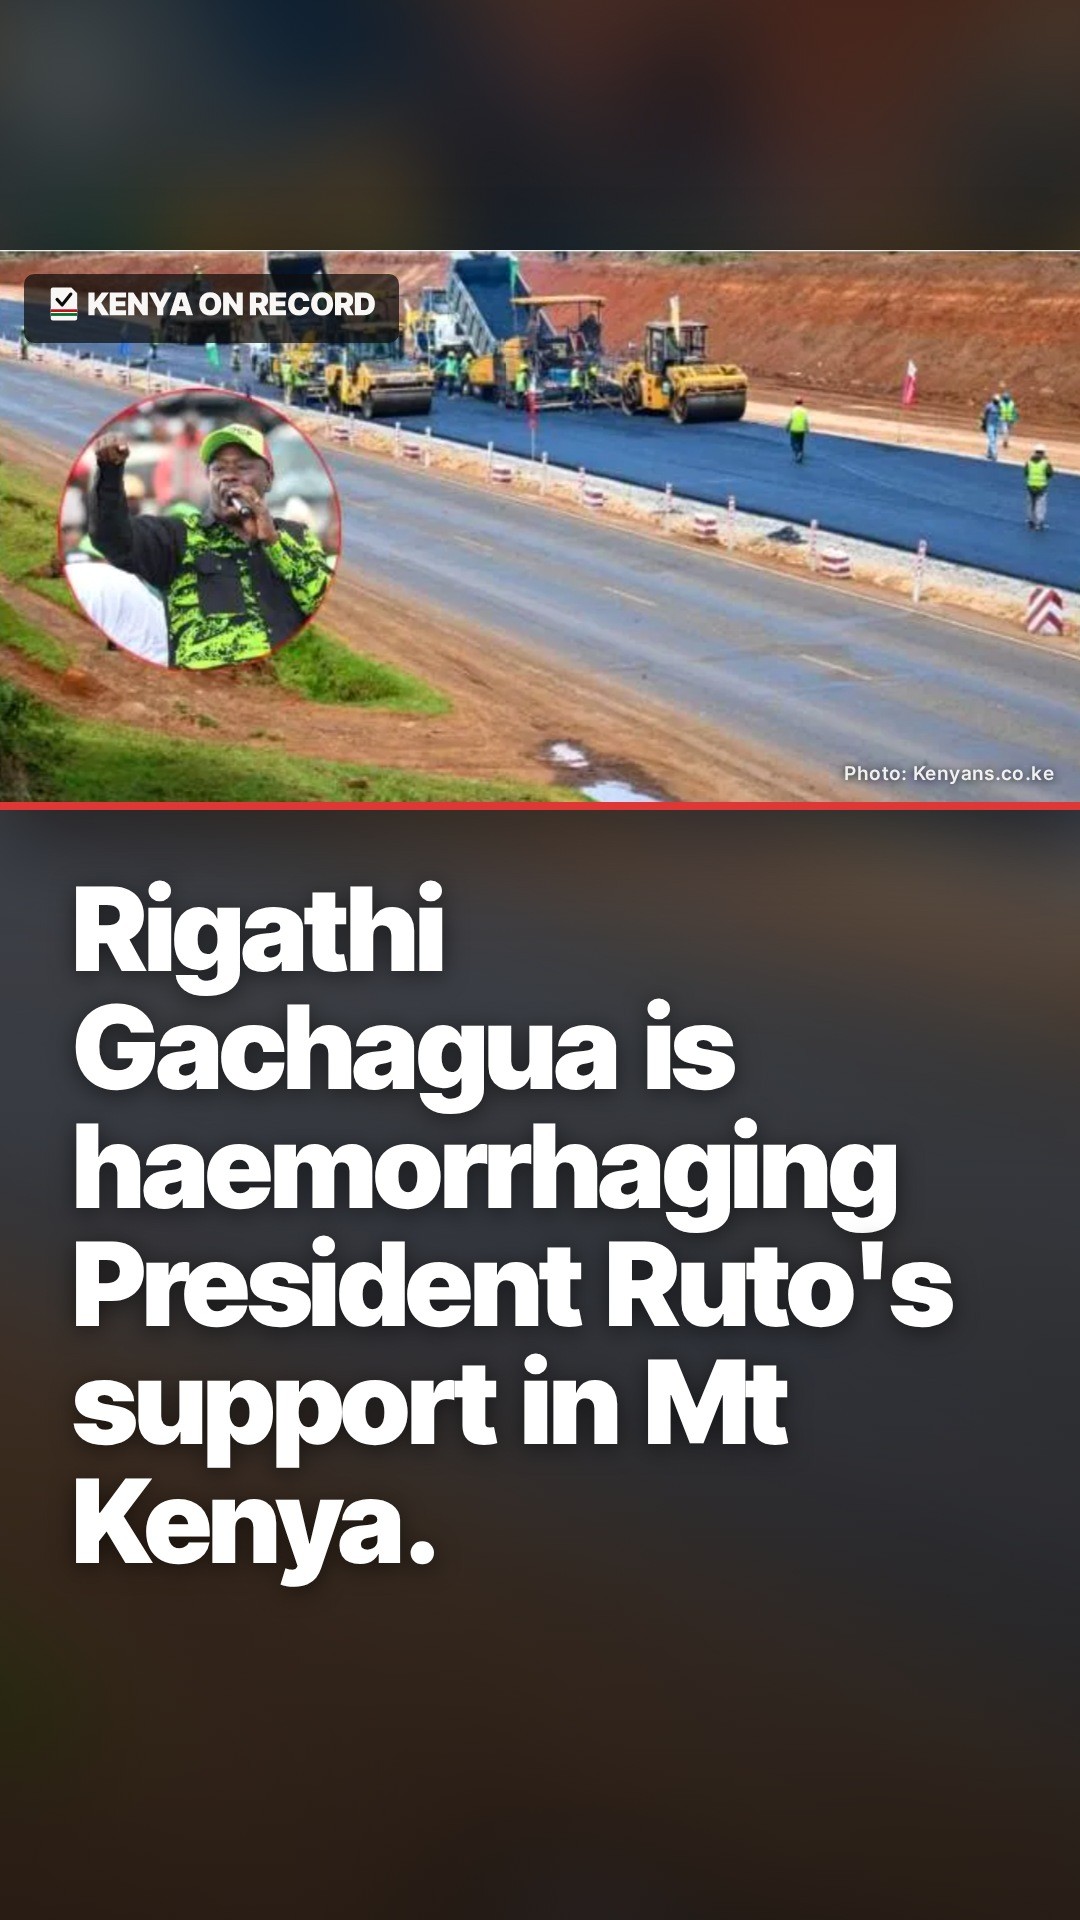 KENYA ON RECORD
Photo: Kenyans.co.ke
Rigathi
Gachagua is
haemorrhaging
President Ruto's
support in Mt
Kenya.